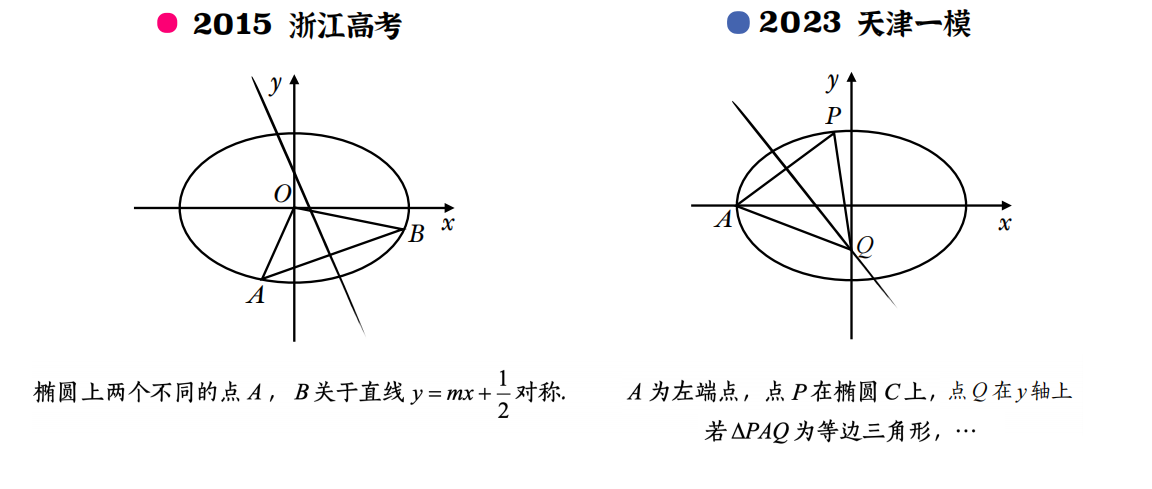 2015 浙江高考
y
O
x
B
A
椭圆上两个不同的点 A，B 关于直线 y = mx + 1/2 对称.
2023 天津一模
y
P
A
x
Q
A 为左端点，点 P 在椭圆 C 上，点 Q 在 y 轴上
若 ΔPAQ 为等边三角形，…